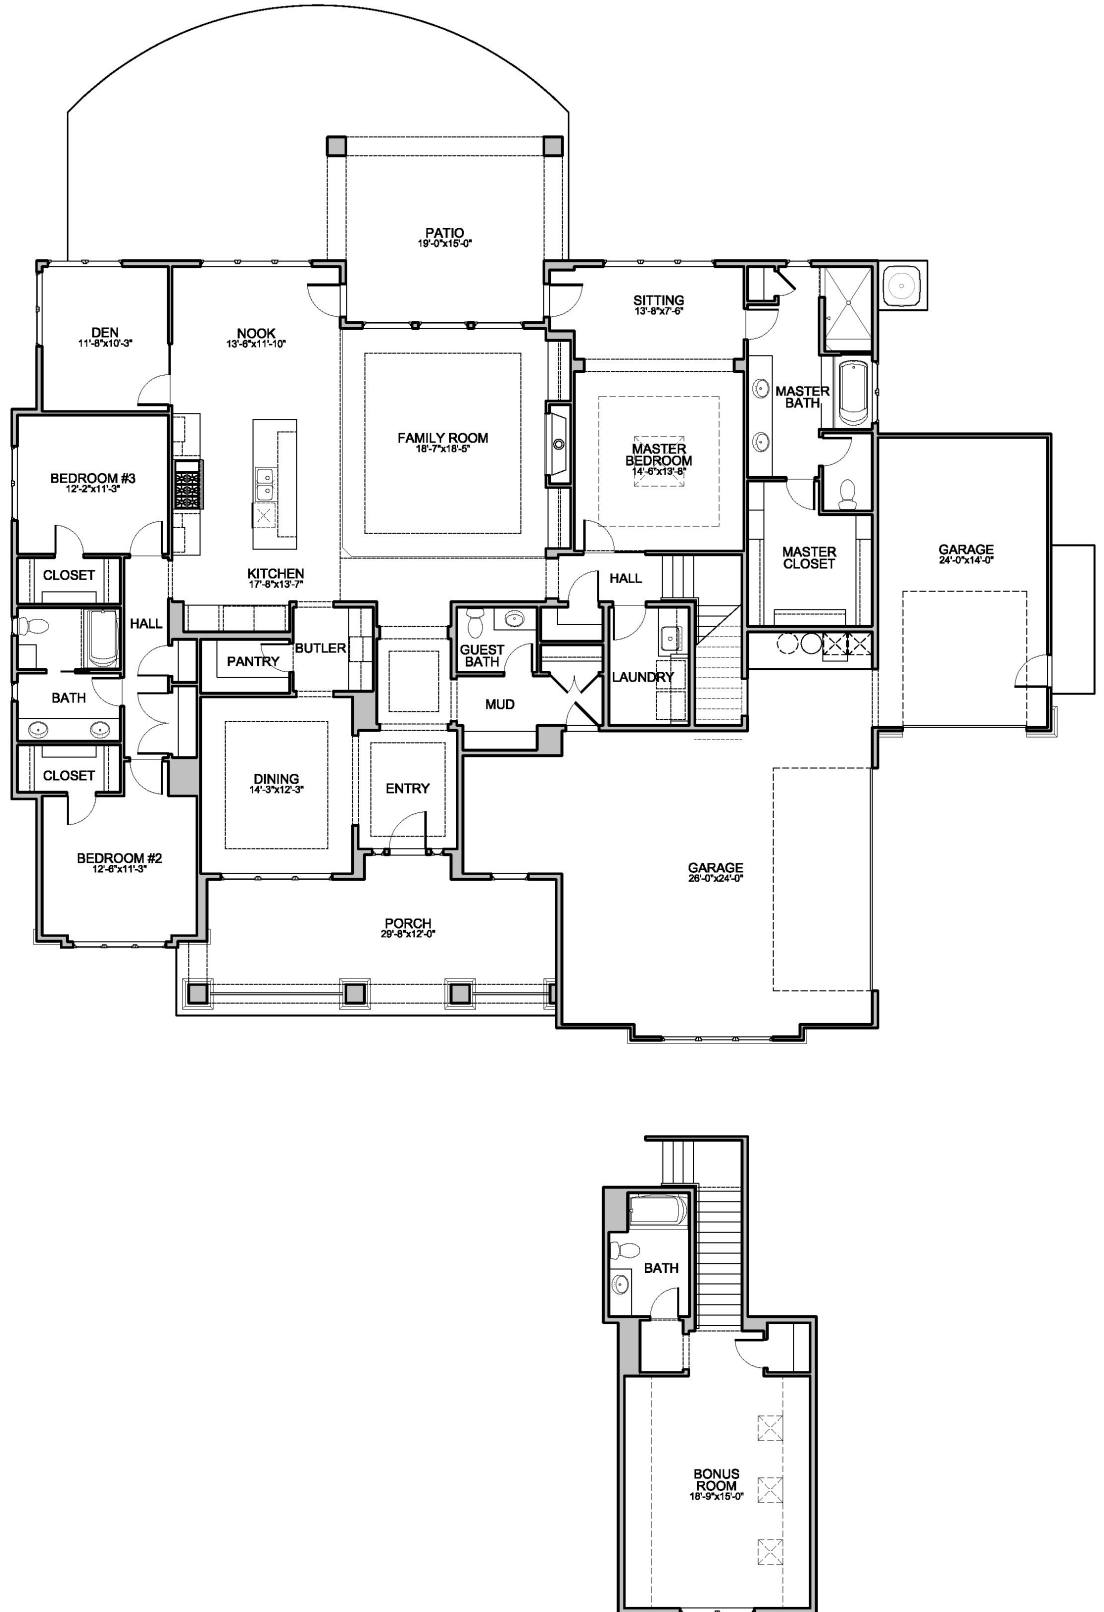 PATIO
19'-0"x15'-0"
SITTING
13'-8"x7'-6"
DEN
11'-8"x10'-3"
NOOK
13'-6"x11'-10"
MASTER
BATH
FAMILY ROOM
18'-7"x18'-5"
MASTER
BEDROOM
14'-6"x13'-8"
BEDROOM #3
12'-2"x11'-3"
MASTER
CLOSET
GARAGE
24'-0"x14'-0"
CLOSET
KITCHEN
17'-8"x13'-7"
HALL
HALL
BUTLER
GUEST
BATH
PANTRY
LAUNDRY
BATH
MUD
CLOSET
DINING
14'-3"x12'-3"
ENTRY
BEDROOM #2
12'-6"x11'-3"
GARAGE
26'-0"x24'-0"
PORCH
29'-8"x12'-0"
BATH
BONUS
ROOM
18'-9"x15'-0"